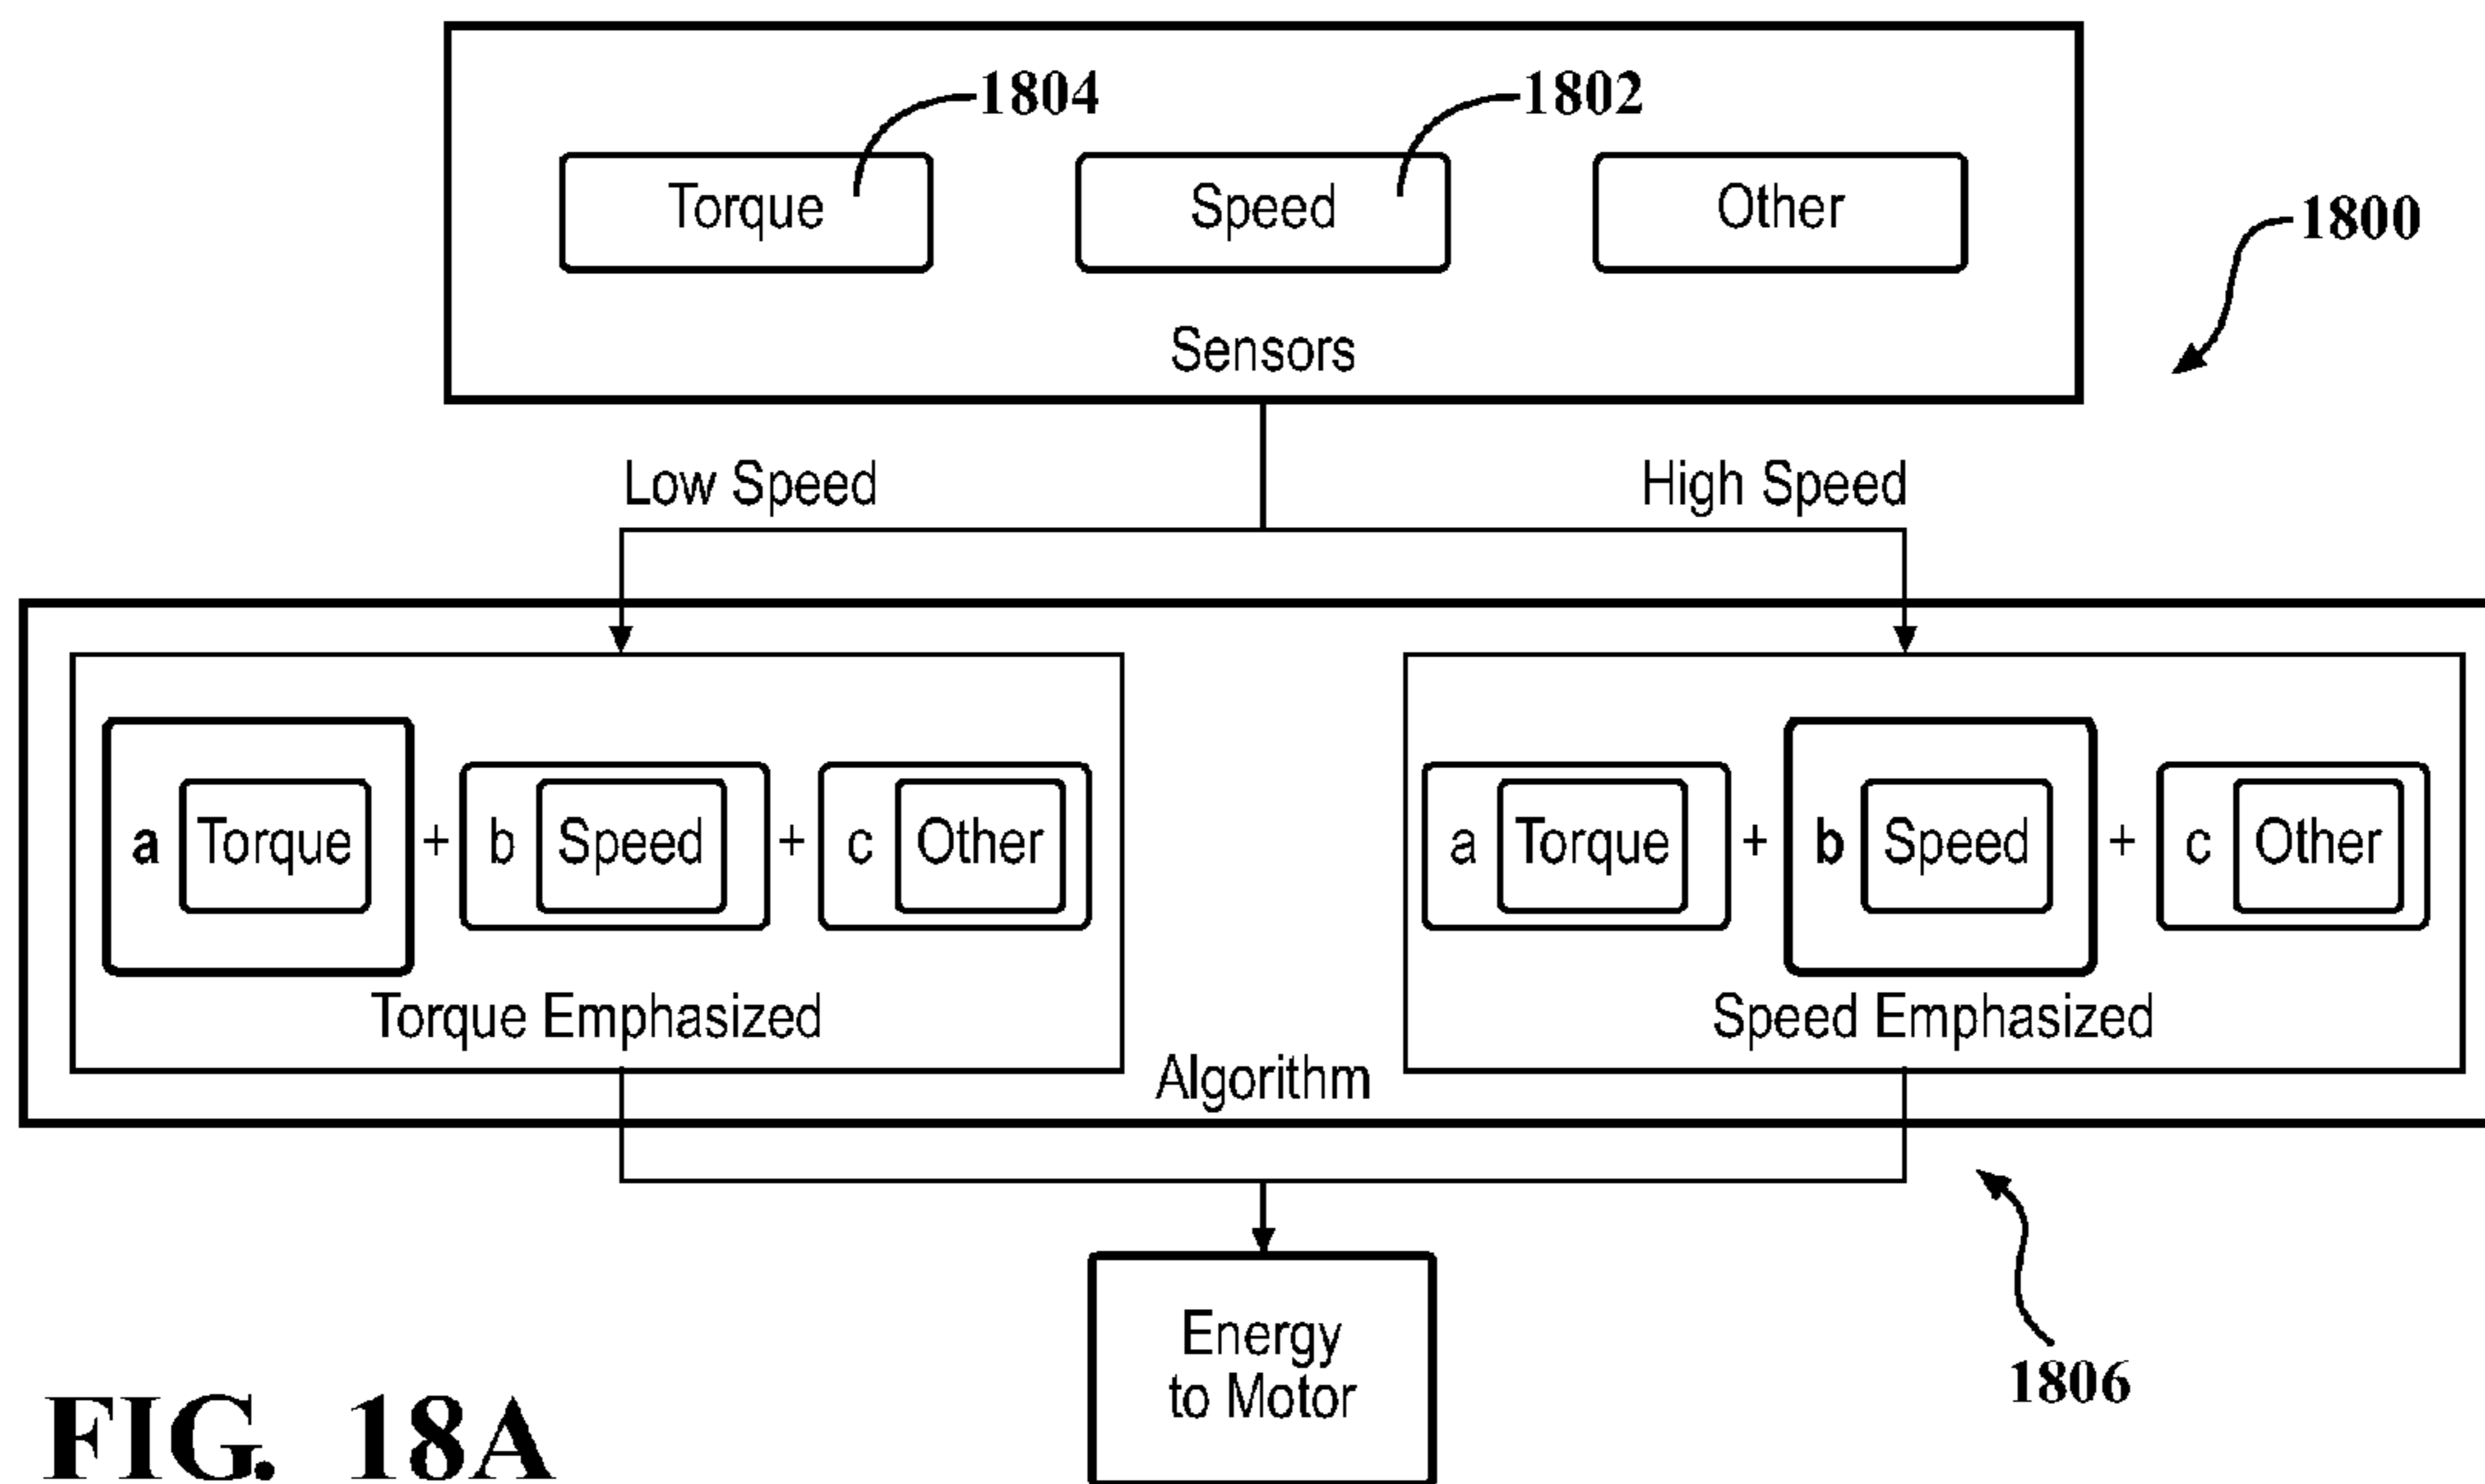 1804
1802
Torque Speed Other
1800
Sensors
Low Speed High Speed
a Torque + b Speed + c Other
Torque Emphasized
a Torque + b Speed + c Other
Speed Emphasized
Algorithm
Energy
to Motor
1806
FIG. 18A